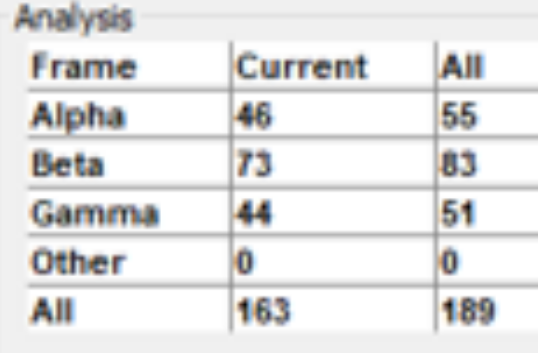 Analysis
Frame Current All
Alpha 46 55
Beta 73 83
Gamma 44 51
Other 0 0
All 163 189